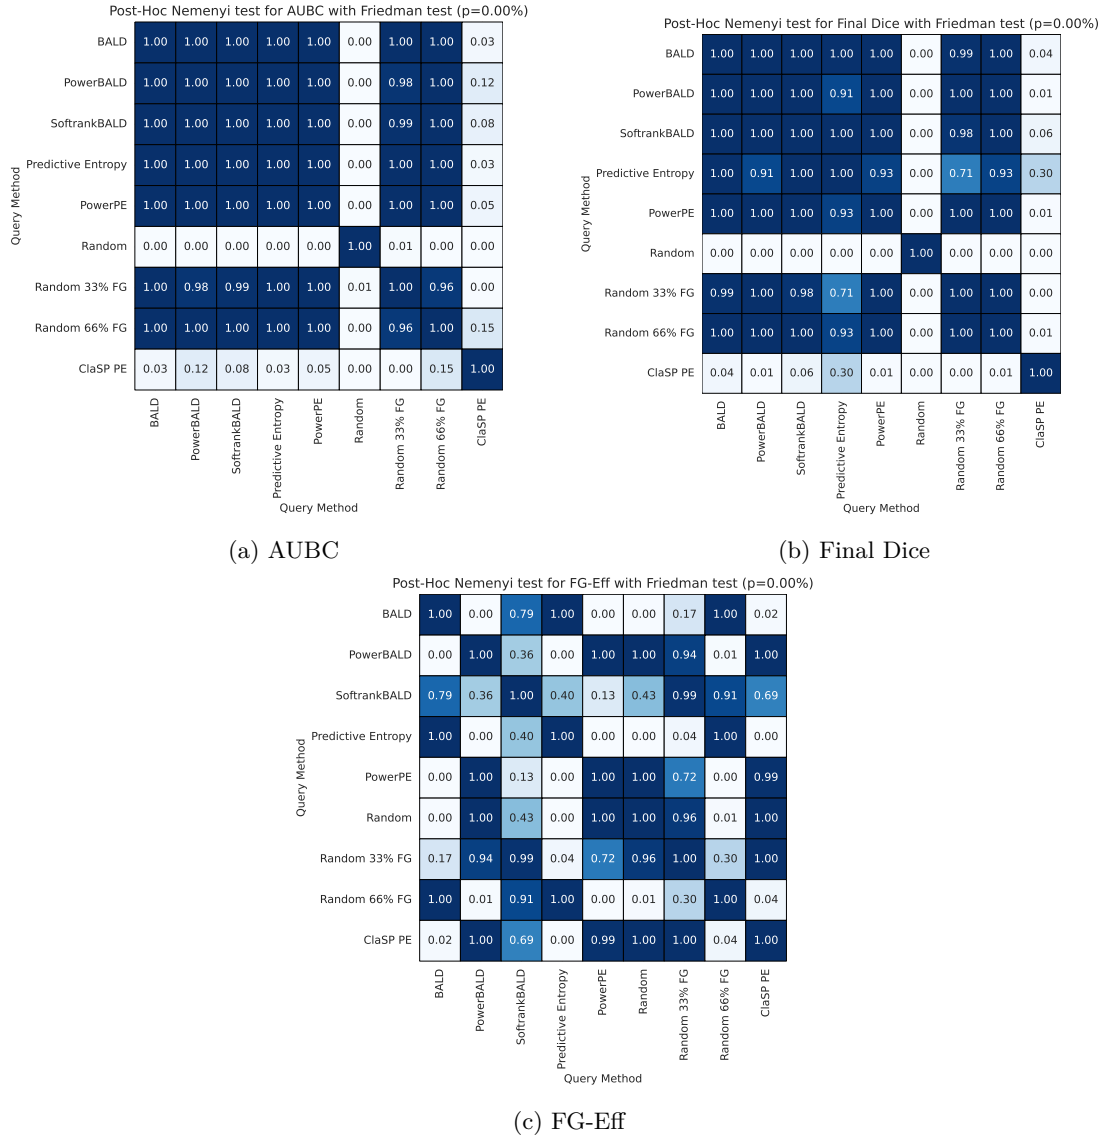 Post-Hoc Nemenyi test for AUBC with Friedman test (p=0.00%)
Query Method
BALD 1.00 1.00 1.00 1.00 1.00 0.00 1.00 1.00 0.03
PowerBALD 1.00 1.00 1.00 1.00 1.00 0.00 0.98 1.00 0.12
SoftrankBALD 1.00 1.00 1.00 1.00 1.00 0.00 0.99 1.00 0.08
Predictive Entropy 1.00 1.00 1.00 1.00 1.00 0.00 1.00 1.00 0.03
PowerPE 1.00 1.00 1.00 1.00 1.00 0.00 1.00 1.00 0.05
Random 0.00 0.00 0.00 0.00 0.00 1.00 0.01 0.00 0.00
Random 33% FG 1.00 0.98 0.99 1.00 1.00 0.01 1.00 0.96 0.00
Random 66% FG 1.00 1.00 1.00 1.00 1.00 0.00 0.96 1.00 0.15
ClaSP PE 0.03 0.12 0.08 0.03 0.05 0.00 0.00 0.15 1.00
BALD PowerBALD SoftrankBALD Predictive Entropy PowerPE Random Random 33% FG Random 66% FG ClaSP PE
Query Method
(a) AUBC
Post-Hoc Nemenyi test for Final Dice with Friedman test (p=0.00%)
Query Method
BALD 1.00 1.00 1.00 1.00 1.00 0.00 0.99 1.00 0.04
PowerBALD 1.00 1.00 1.00 0.91 1.00 0.00 1.00 1.00 0.01
SoftrankBALD 1.00 1.00 1.00 1.00 1.00 0.00 0.98 1.00 0.06
Predictive Entropy 1.00 0.91 1.00 1.00 0.93 0.00 0.71 0.93 0.30
PowerPE 1.00 1.00 1.00 0.93 1.00 0.00 1.00 1.00 0.01
Random 0.00 0.00 0.00 0.00 0.00 1.00 0.00 0.00 0.00
Random 33% FG 0.99 1.00 0.98 0.71 1.00 0.00 1.00 1.00 0.00
Random 66% FG 1.00 1.00 1.00 0.93 1.00 0.00 1.00 1.00 0.01
ClaSP PE 0.04 0.01 0.06 0.30 0.01 0.00 0.00 0.01 1.00
BALD PowerBALD SoftrankBALD Predictive Entropy PowerPE Random Random 33% FG Random 66% FG ClaSP PE
Query Method
(b) Final Dice
Post-Hoc Nemenyi test for FG-Eff with Friedman test (p=0.00%)
Query Method
BALD 1.00 0.00 0.79 1.00 0.00 0.00 0.17 1.00 0.02
PowerBALD 0.00 1.00 0.36 0.00 1.00 1.00 0.94 0.01 1.00
SoftrankBALD 0.79 0.36 1.00 0.40 0.13 0.43 0.99 0.91 0.69
Predictive Entropy 1.00 0.00 0.40 1.00 0.00 0.00 0.04 1.00 0.00
PowerPE 0.00 1.00 0.13 0.00 1.00 1.00 0.72 0.00 0.99
Random 0.00 1.00 0.43 0.00 1.00 1.00 0.96 0.01 1.00
Random 33% FG 0.17 0.94 0.99 0.04 0.72 0.96 1.00 0.30 1.00
Random 66% FG 1.00 0.01 0.91 1.00 0.00 0.01 0.30 1.00 0.04
ClaSP PE 0.02 1.00 0.69 0.00 0.99 1.00 1.00 0.04 1.00
BALD PowerBALD SoftrankBALD Predictive Entropy PowerPE Random Random 33% FG Random 66% FG ClaSP PE
Query Method
(c) FG-Eff